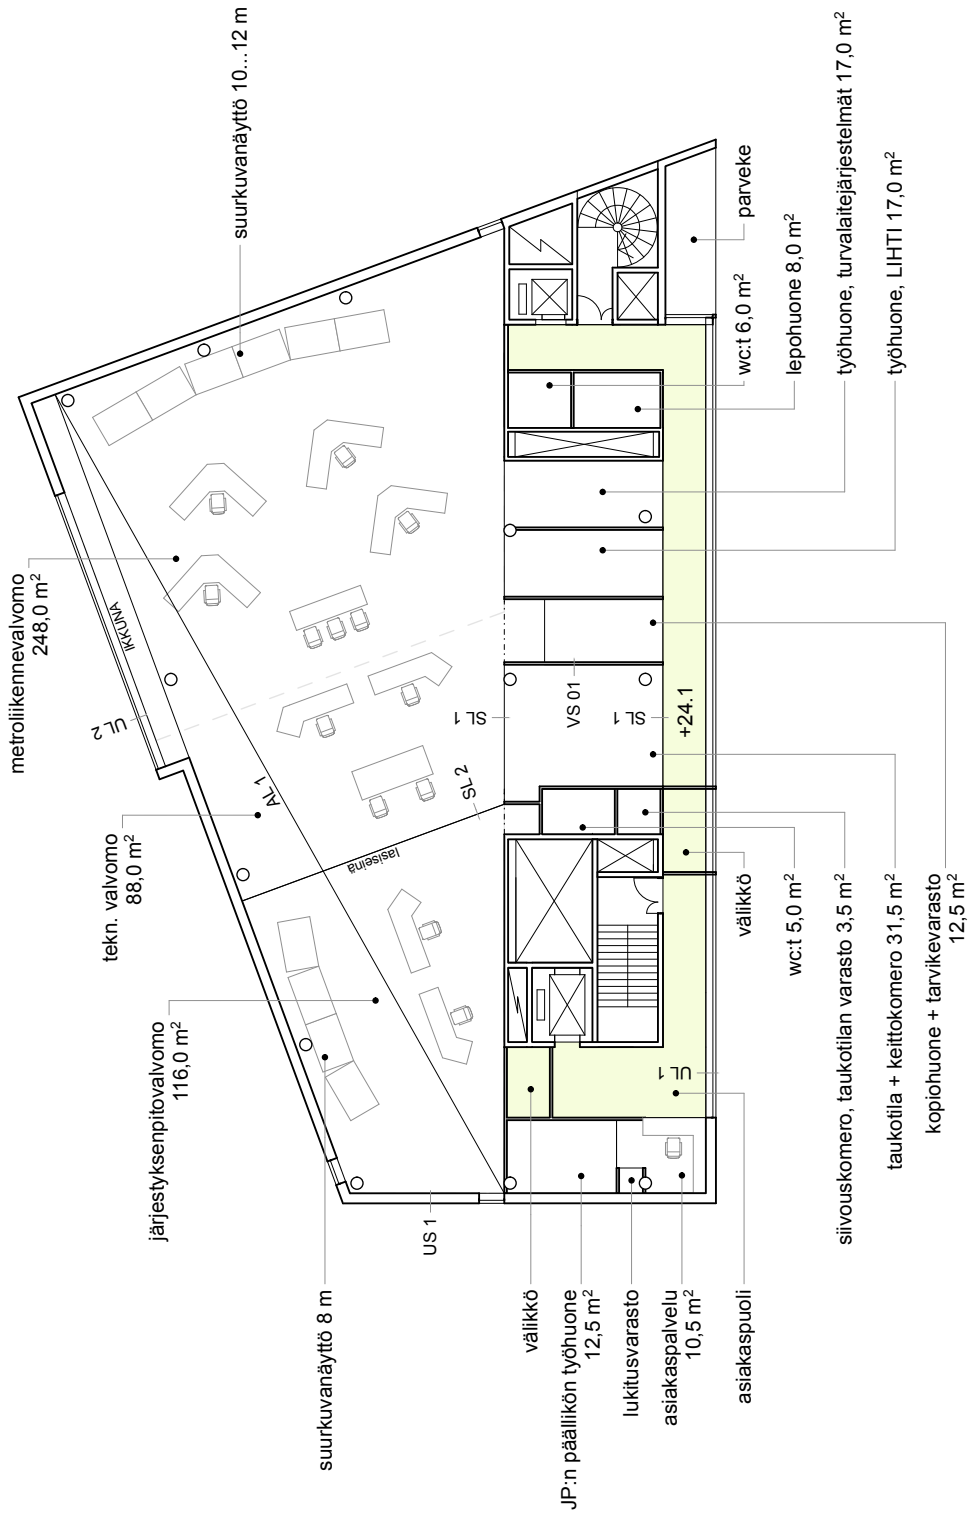 suurkuvanäyttö 8 m
järjestyksenpitovalvomo
116,0 m²
tekn. valvomo
88,0 m²
metroliikennevalvomo
248,0 m²
suurkuvanäyttö 10...12 m
UL 2
IKKUNA
AL 1
lasiseinä
SL 2
SL 1
US 1
VS 01
SL 1
+24.1
UL 1
välikkö
JP:n päällikön työhuone
12,5 m²
lukitusvarasto
asiakaspalvelu
10,5 m²
asiakaspuoli
välikkö
wc:t 5,0 m²
siivouskomero, taukotilan varasto 3,5 m²
taukotila + keittokomero 31,5 m²
kopiohuone + tarvikevarasto
12,5 m²
wc:t 6,0 m²
parveke
lepohuone 8,0 m²
työhuone, turvalaitejärjestelmät 17,0 m²
työhuone, LIHTI 17,0 m²